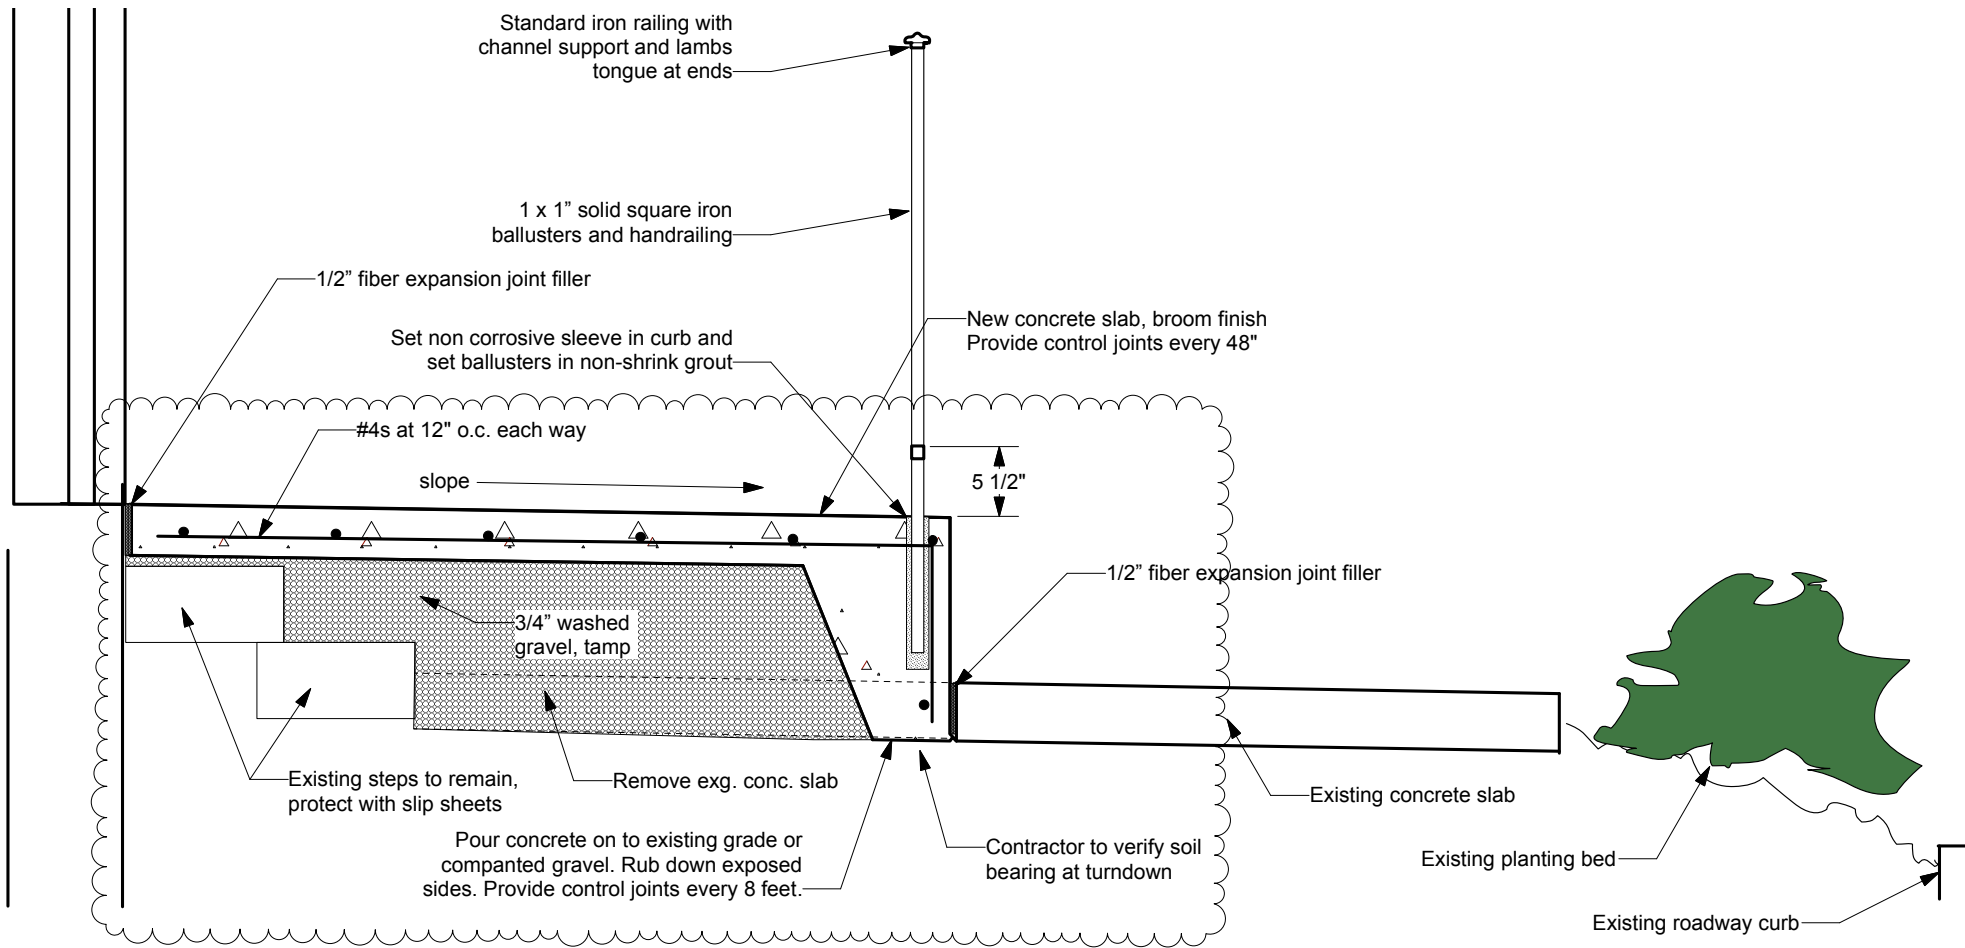 Standard iron railing with
channel support and lambs
tongue at ends
1 x 1” solid square iron
ballusters and handrailing
1/2” fiber expansion joint filler
Set non corrosive sleeve in curb and
set ballusters in non-shrink grout
New concrete slab, broom finish
Provide control joints every 48"
#4s at 12" o.c. each way
slope
5 1/2"
1/2” fiber expansion joint filler
3/4” washed
gravel, tamp
Existing steps to remain,
protect with slip sheets
Remove exg. conc. slab
Existing concrete slab
Pour concrete on to existing grade or
companted gravel. Rub down exposed
sides. Provide control joints every 8 feet.
Contractor to verify soil
bearing at turndown
Existing planting bed
Existing roadway curb